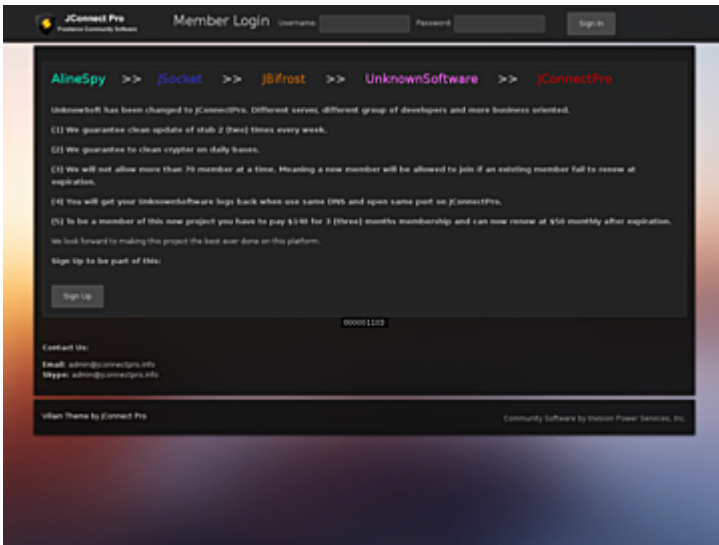 JConnect Pro
Freelance Community Software
Member Login Username: Password: Sign In
AlineSpy >> JSocket >> JBifrost >> UnknownSoftware >> JConnectPro
UnknowSoft has been changed to JConnectPro. Different server, different group of developers and more business oriented.
(1) We guarantee clean update of stub 2 (two) times every week.
(2) We guarantee to clean crypter on daily bases.
(3) We will not allow more than 70 member at a time. Meaning a new member will be allowed to join if an existing member fail to renew at
expiration.
(4) You will get your UnknownSoftware logs back when use same DNS and open same port on JConnectPro.
(5) To be a member of this new project you have to pay for 3 (three) months membership and can now renew at $50 monthly after expiration.
We look forward to making this project the best ever done on this platform.
Sign Up to be part of this:
Sign Up
000001103
Contact Us:
Email: admin@jconnectpro.info
Skype: admin@jconnectpro.info
Villain Theme by JConnect Pro
Community Software by Invision Power Services, Inc.